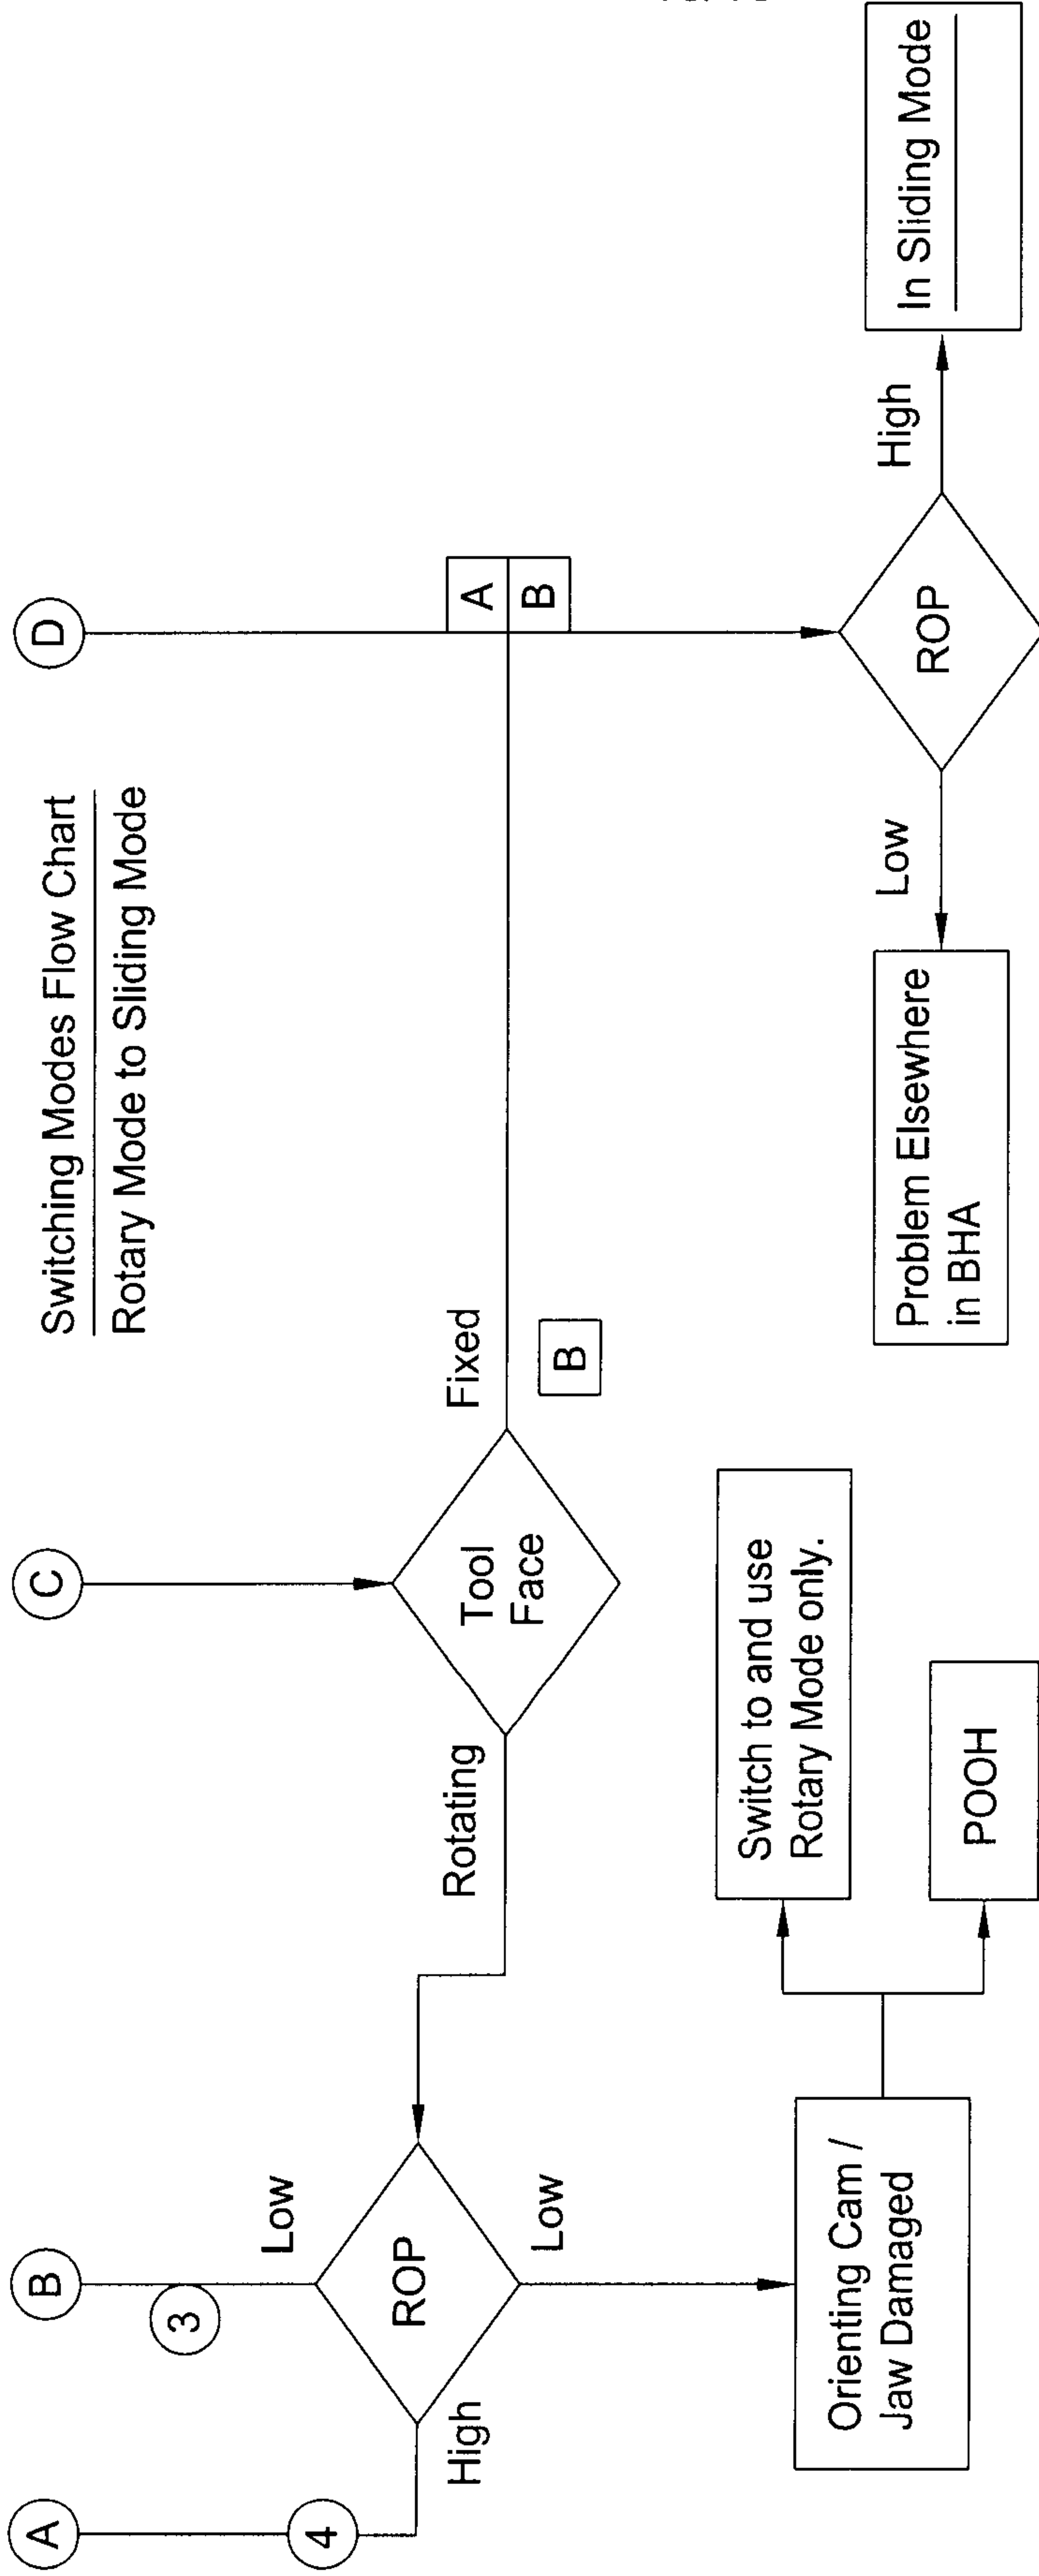 Switching Modes Flow Chart
Rotary Mode to Sliding Mode
A
B
C
D
3
4
Low
ROP
High
Low
Rotating
Tool
Face
Fixed
B
A
B
Orienting Cam /
Jaw Damaged
Switch to and use
Rotary Mode only.
POOH
Problem Elsewhere
in BHA
Low
ROP
High
In Sliding Mode